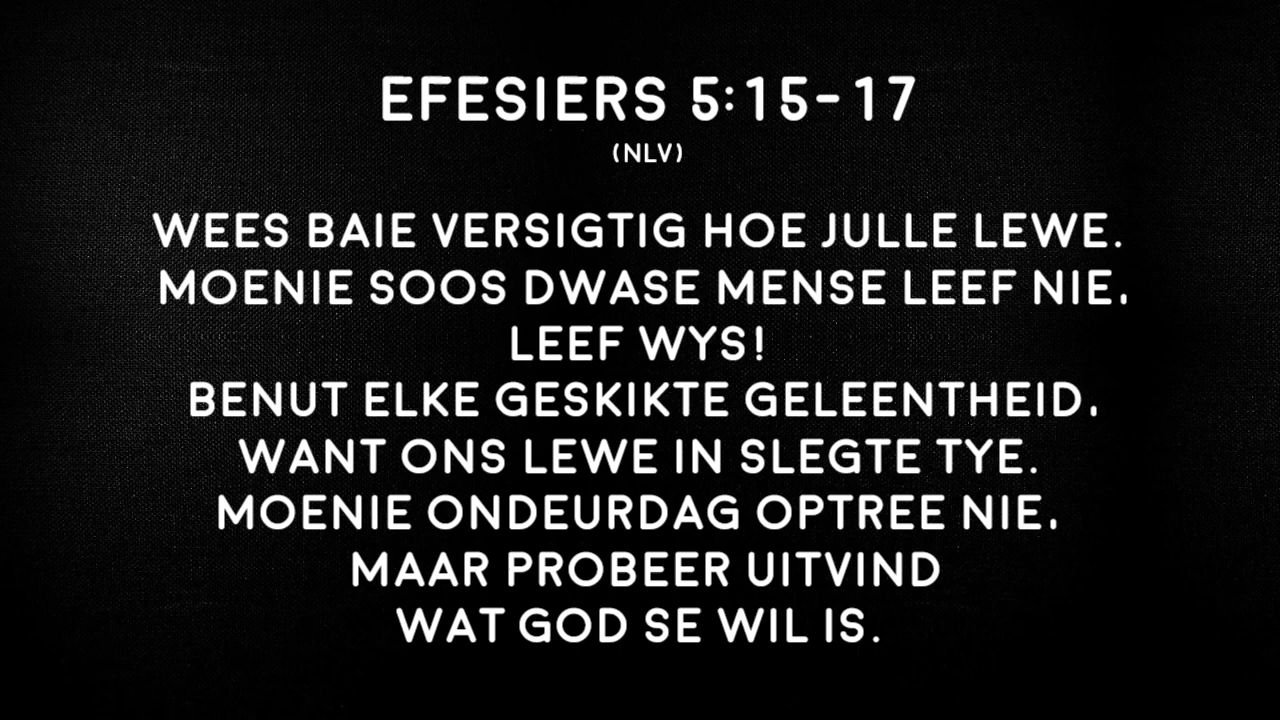 EFESIERS 5:15-17
(NLV)
WEES BAIE VERSIGTIG HOE JULLE LEWE.
MOENIE SOOS DWASE MENSE LEEF NIE.
LEEF WYS!
BENUT ELKE GESKIKTE GELEENTHEID.
WANT ONS LEWE IN SLEGTE TYE.
MOENIE ONDEURDAG OPTREE NIE.
MAAR PROBEER UITVIND
WAT GOD SE WIL IS.